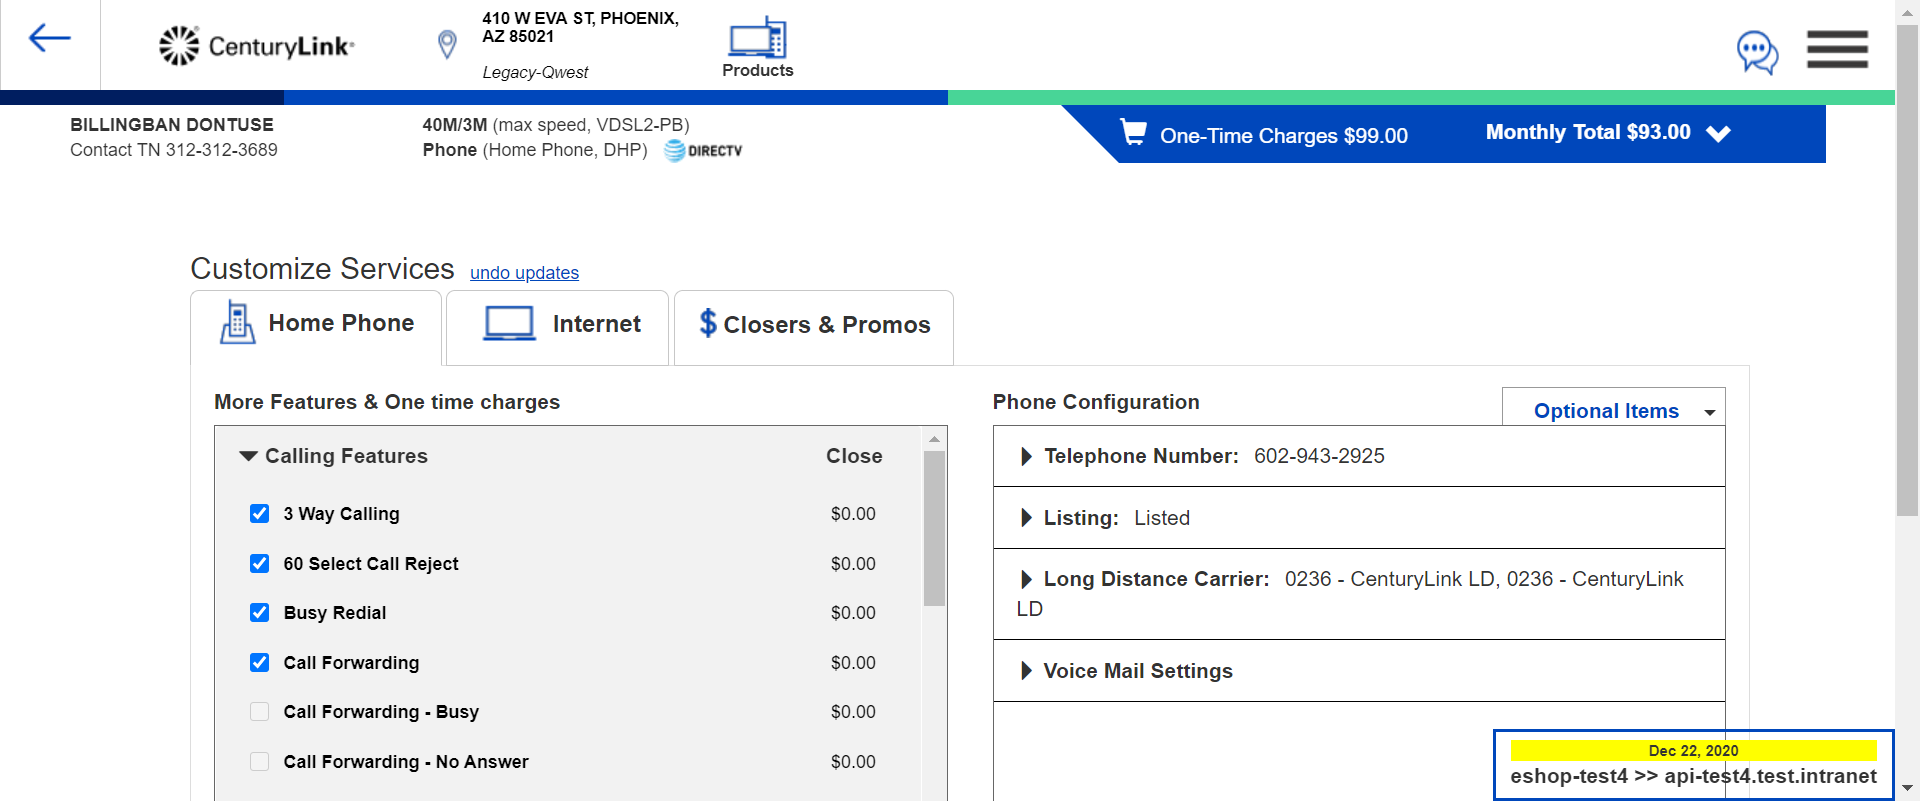 CenturyLink
410 W EVA ST, PHOENIX,
AZ 85021
Legacy-Qwest
Products
BILLINGBAN DONTUSE
Contact TN 312-312-3689
40M/3M (max speed, VDSL2-PB)
Phone (Home Phone, DHP) DIRECTV
One-Time Charges $99.00
Monthly Total $93.00
Customize Services undo updates
Home Phone
Internet
$ Closers & Promos
More Features & One time charges
Calling Features Close
3 Way Calling $0.00
60 Select Call Reject $0.00
Busy Redial $0.00
Call Forwarding $0.00
Call Forwarding - Busy $0.00
Call Forwarding - No Answer $0.00
Phone Configuration
Optional Items
Telephone Number: 602-943-2925
Listing: Listed
Long Distance Carrier: 0236 - CenturyLink LD, 0236 - CenturyLink
LD
Voice Mail Settings
Dec 22, 2020
eshop-test4 >> api-test4.test.intranet